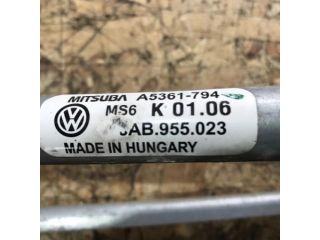 MITSUBA A5361-794
MS6 K 01.06
3AB.955.023
MADE IN HUNGARY